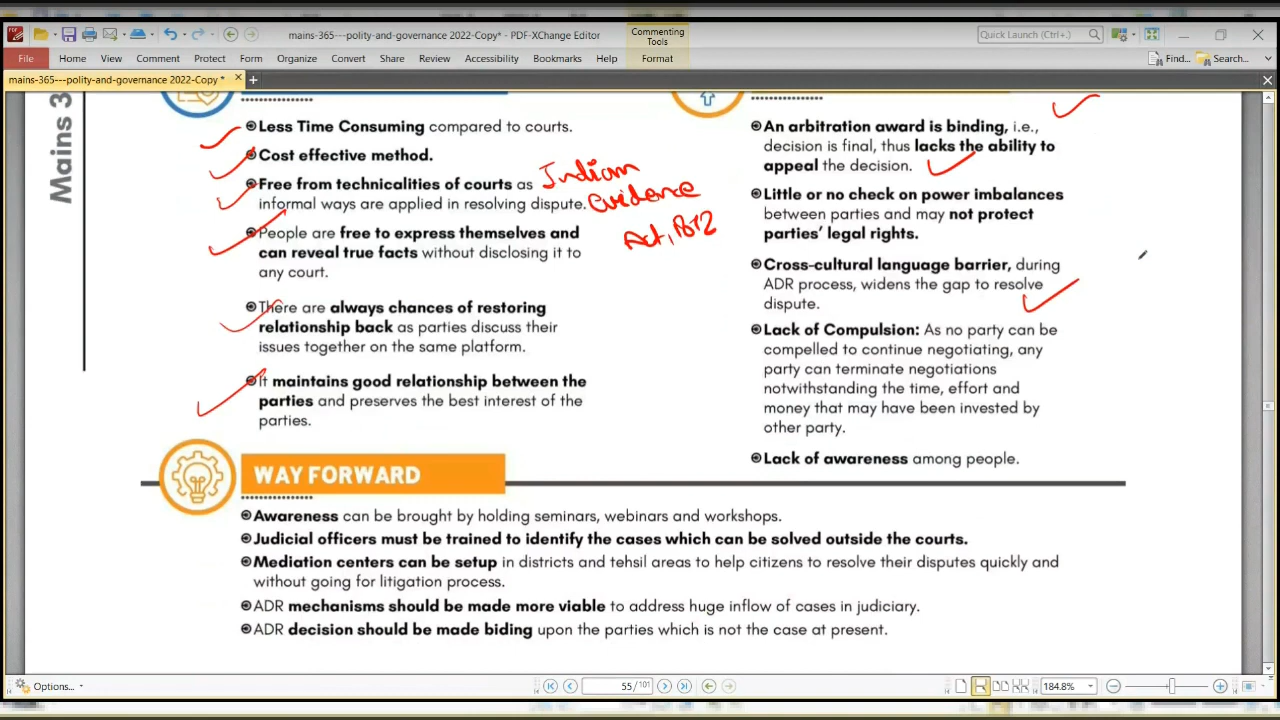 mains-365---polity-and-governance 2022-Copy* - PDF-XChange Editor
Commenting Tools
Quick Launch (Ctrl+.)
File Home View Comment Protect Form Organize Convert Share Review Accessibility Bookmarks Help Format
Find... Search...
mains-365---polity-and-governance 2022-Copy *
Mains 3
Less Time Consuming compared to courts.
Cost effective method.
Free from technicalities of courts as
informal ways are applied in resolving dispute.
Indian
Evidence
Act,
People are free to express themselves and
can reveal true facts without disclosing it to
any court.
There are always chances of restoring
relationship back as parties discuss their
issues together on the same platform.
It maintains good relationship between the
parties and preserves the best interest of the
parties.
An arbitration award is binding, i.e.,
decision is final, thus lacks the ability to
appeal the decision.
Little or no check on power imbalances
between parties and may not protect
parties' legal rights.
Cross-cultural language barrier, during
ADR process, widens the gap to resolve
dispute.
Lack of Compulsion: As no party can be
compelled to continue negotiating, any
party can terminate negotiations
notwithstanding the time, effort and
money that may have been invested by
other party.
Lack of awareness among people.
WAY FORWARD
Awareness can be brought by holding seminars, webinars and workshops.
Judicial officers must be trained to identify the cases which can be solved outside the courts.
Mediation centers can be setup in districts and tehsil areas to help citizens to resolve their disputes quickly and
without going for litigation process.
ADR mechanisms should be made more viable to address huge inflow of cases in judiciary.
ADR decision should be made biding upon the parties which is not the case at present.
Options...
55/101
184.8%